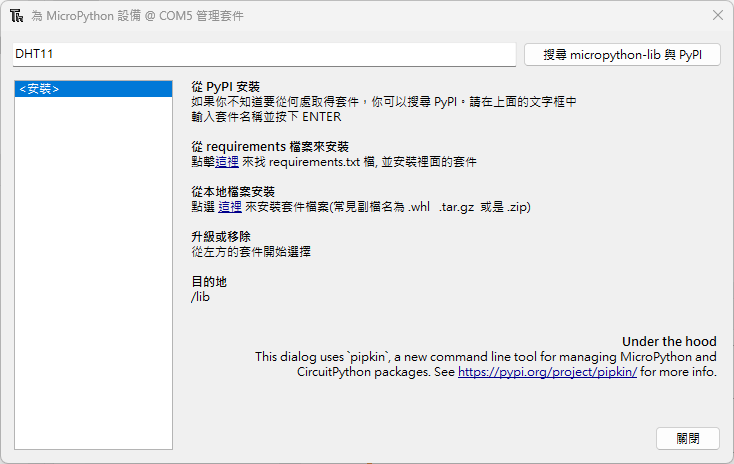 為 MicroPython 設備 @ COM5 管理套件
DHT11
搜尋 micropython-lib 與 PyPI
<安裝>
從 PyPI 安裝
如果你不知道要從何處取得套件，你可以搜尋 PyPI。請在上面的文字框中
輸入套件名稱並按下 ENTER
從 requirements 檔案來安裝
點擊這裡 來找 requirements.txt 檔, 並安裝裡面的套件
從本地檔案安裝
點選 這裡 來安裝套件檔案(常見副檔名為 .whl .tar.gz 或是 .zip)
升級或移除
從左方的套件開始選擇
目的地
/lib
Under the hood
This dialog uses `pipkin`, a new command line tool for managing MicroPython and
CircuitPython packages. See https://pypi.org/project/pipkin/ for more info.
關閉